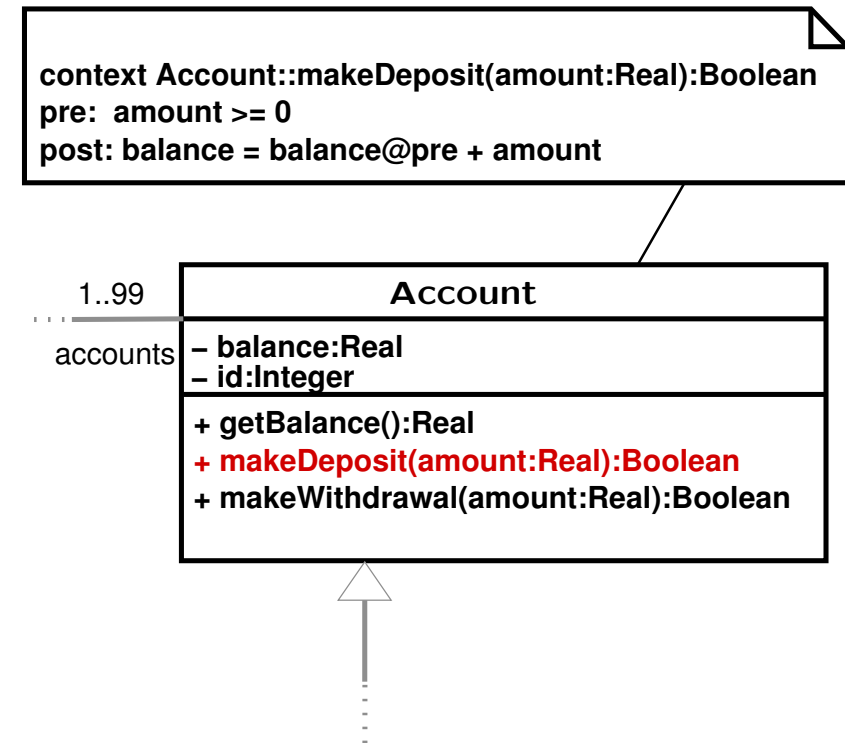 context Account::makeDeposit(amount:Real):Boolean
pre:  amount >= 0
post: balance = balance@pre + amount
1..99
Account
accounts
– balance:Real
– id:Integer
+ getBalance():Real
+ makeDeposit(amount:Real):Boolean
+ makeWithdrawal(amount:Real):Boolean